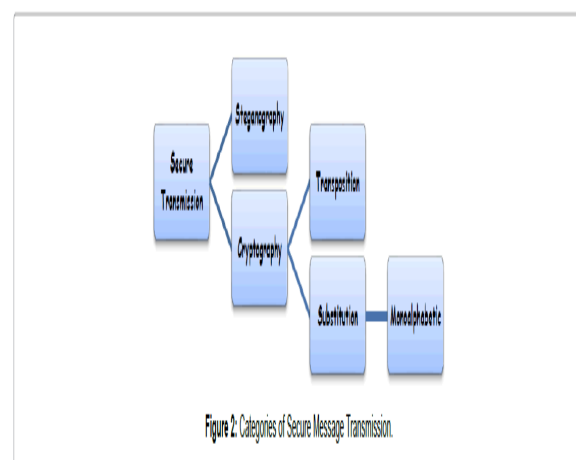 Steganography
Secure
Transmission
Transposition
Cryptography
Substitution
Monoalphabetic
Figure 2: Categories of Secure Message Transmission.